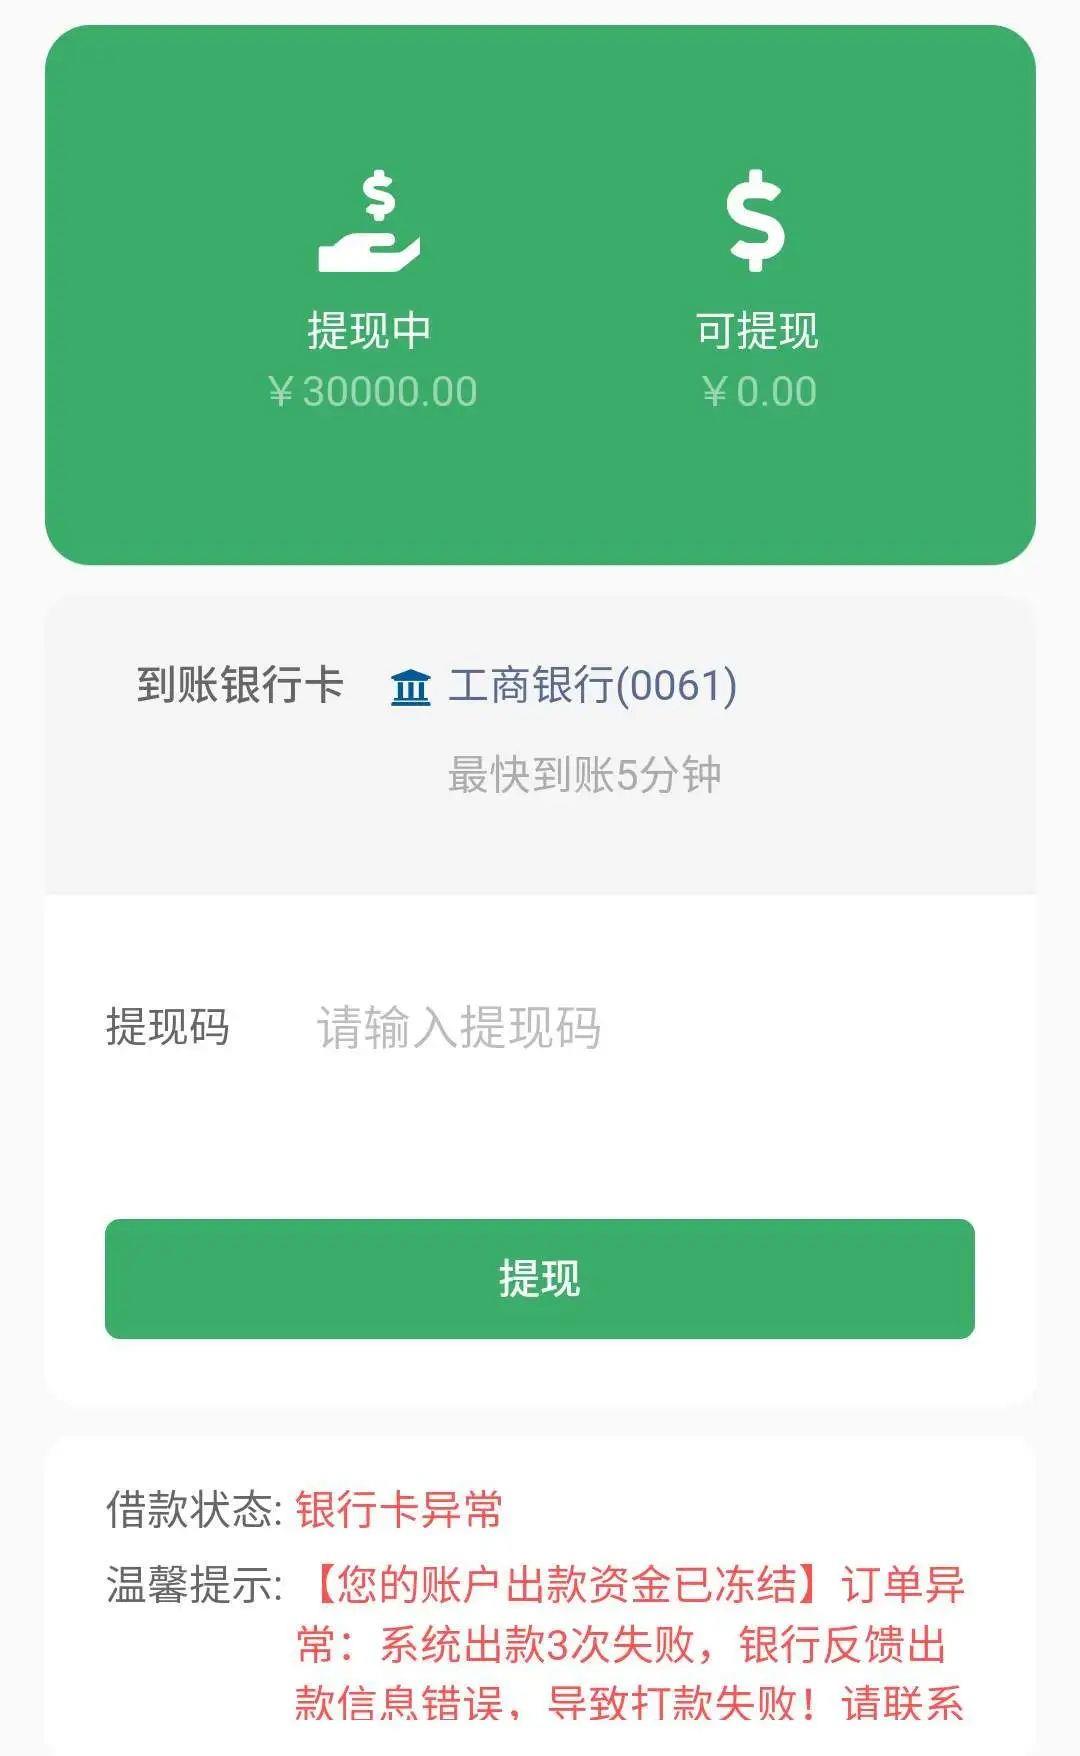 提现中
可提现
￥30000.00
￥0.00
到账银行卡 工商银行(0061)
最快到账5分钟
提现码 请输入提现码
提现
借款状态: 银行卡异常
温馨提示: 【您的账户出款资金已冻结】订单异
常：系统出款3次失败，银行反馈出
款信息错误，导致打款失败！请联系